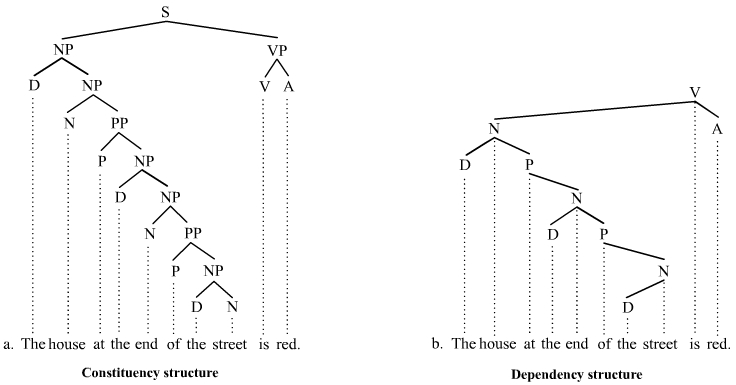 S
NP VP
D NP V A
N PP
P NP
D NP
N PP
P NP
D N
a. The house at the end of the street is red.
Constituency structure
V
N A
D P
N
D P
N
D
b. The house at the end of the street is red.
Dependency structure